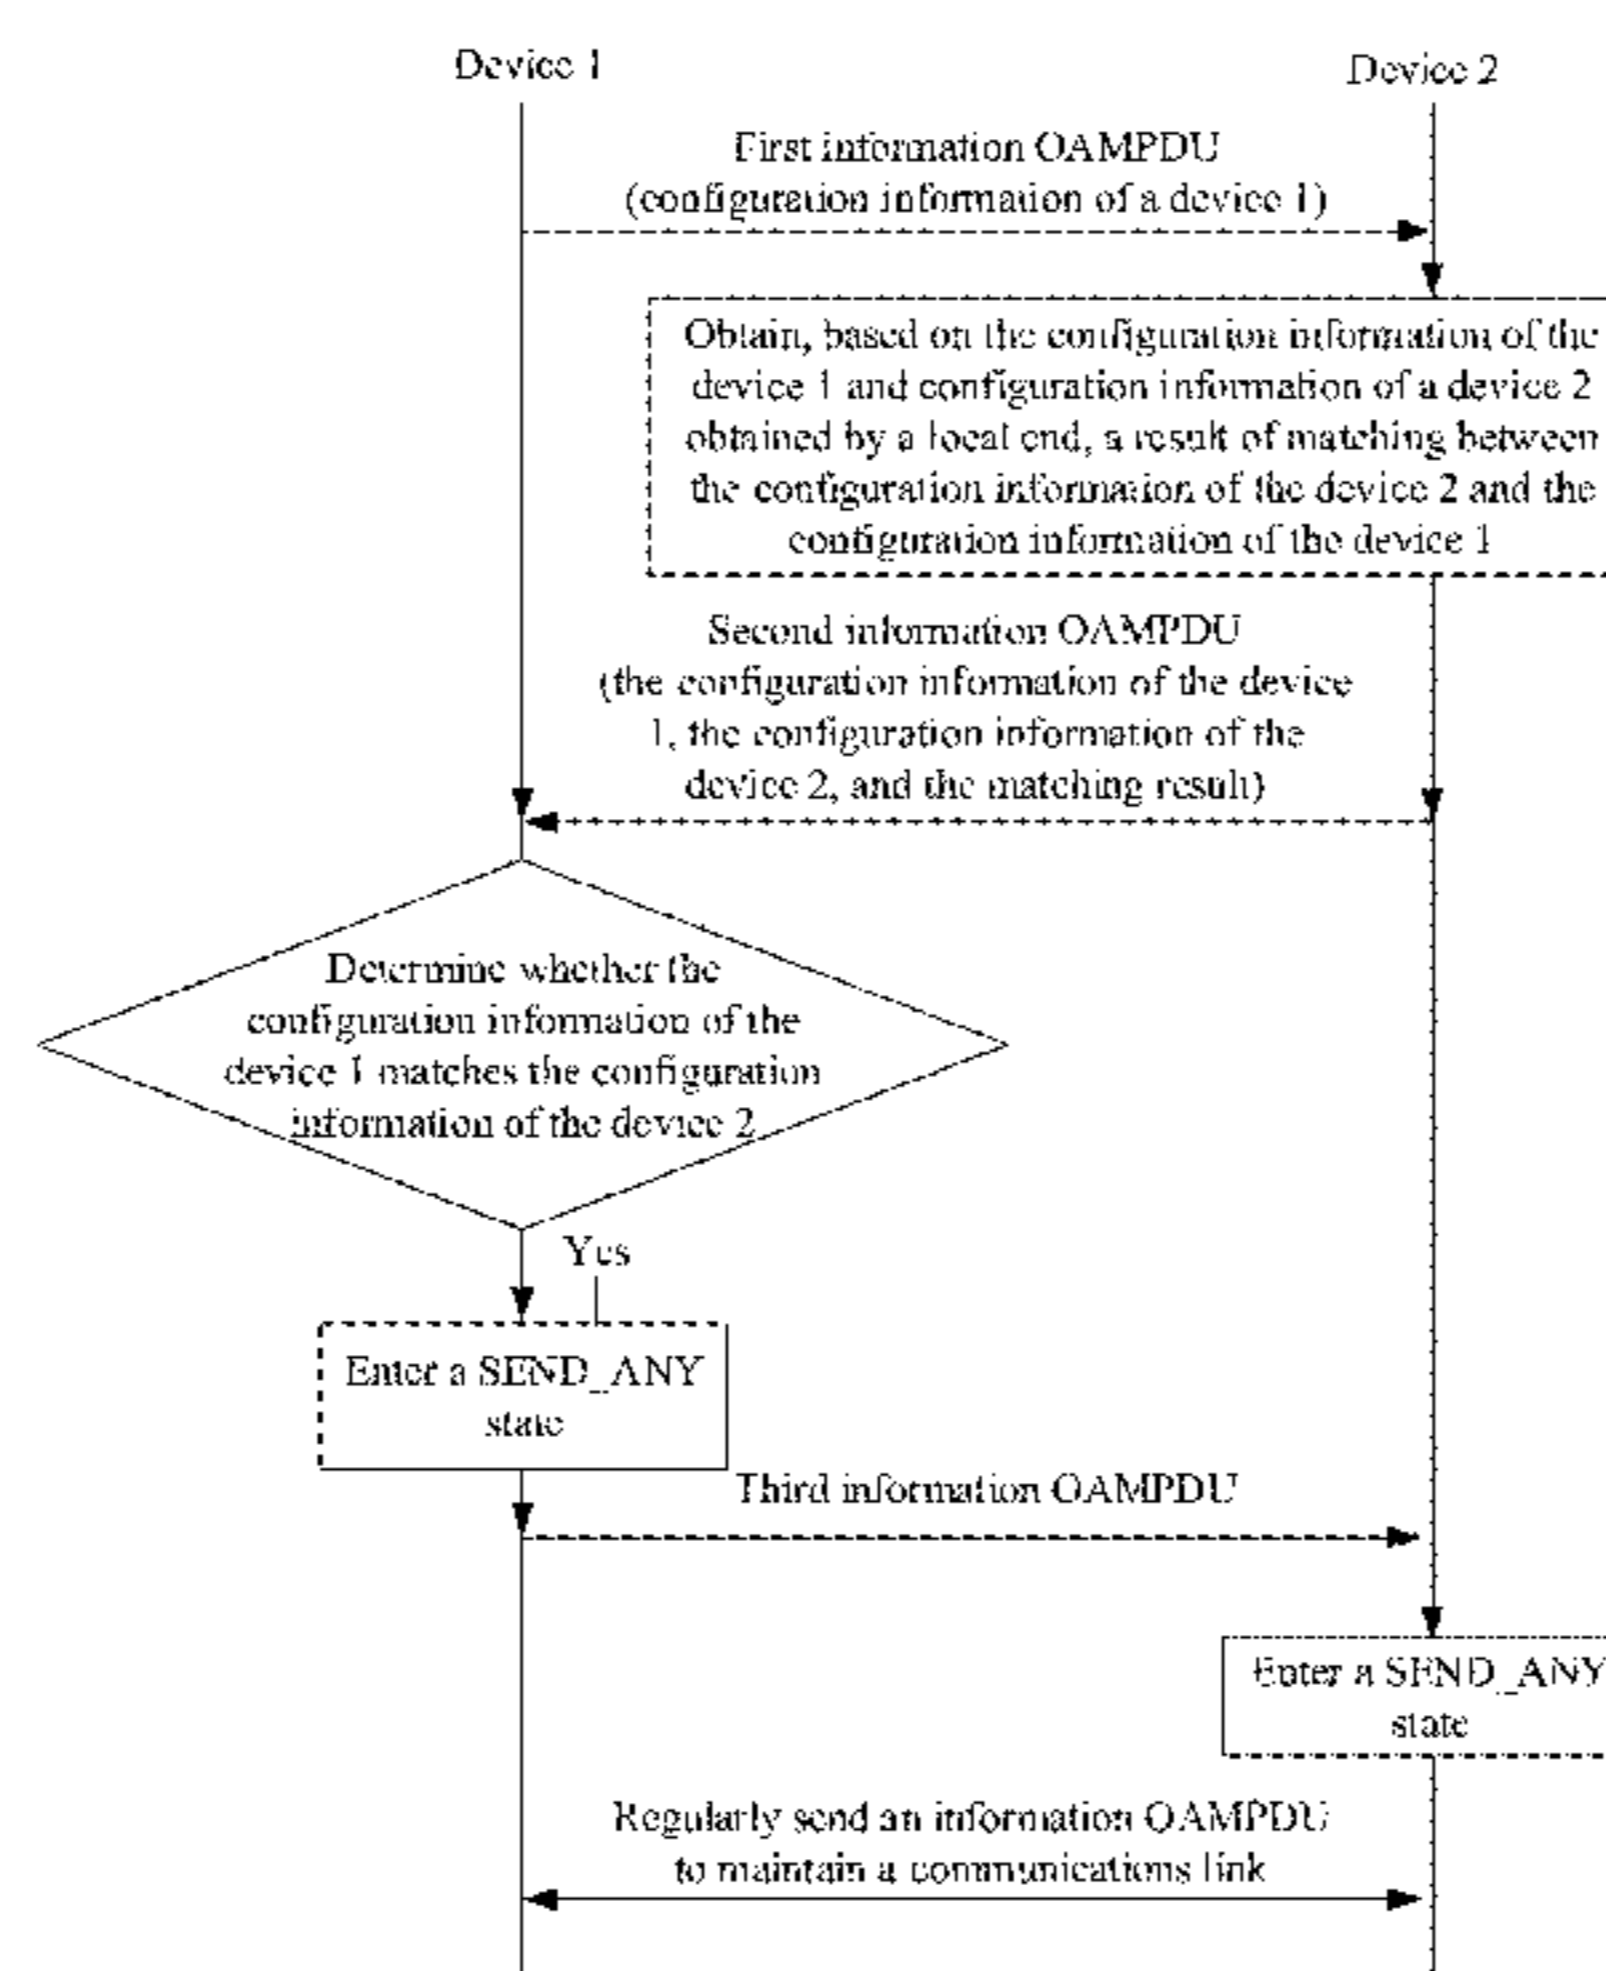 Device 1
Device 2
First information OAMPDU
(configuration information of a device 1)
Obtain, based on the configuration information of the
device 1 and configuration information of a device 2
obtained by a local end, a result of matching between
the configuration information of the device 2 and the
configuration information of the device 1
Second information OAMPDU
(the configuration information of the device
1, the configuration information of the
device 2, and the matching result)
Determine whether the
configuration information of the
device 1 matches the configuration
information of the device 2
Yes
Enter a SEND_ANY
state
Third information OAMPDU
Enter a SEND_ANY
state
Regularly send an information OAMPDU
to maintain a communications link